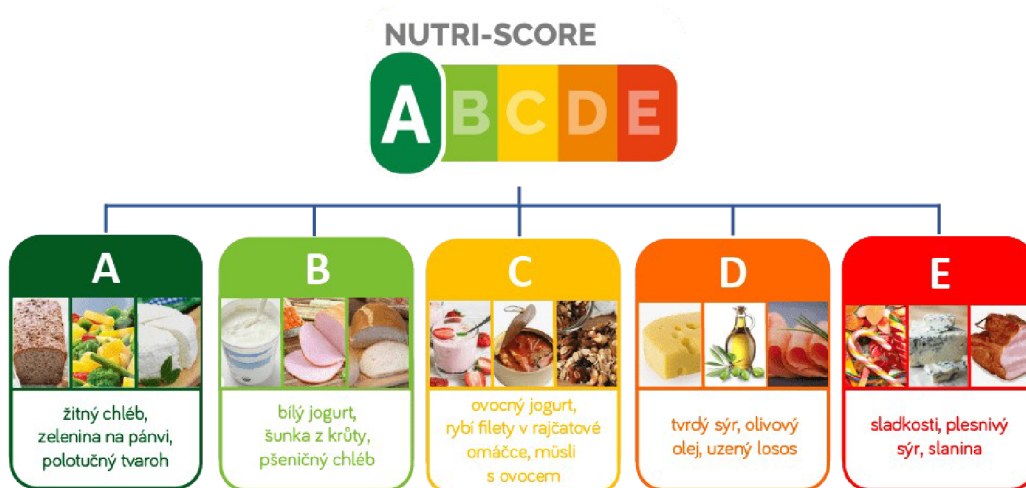 NUTRI-SCORE
A B C D E
A
žitný chléb,
zelenina na pánvi,
polotučný tvaroh
B
bílý jogurt,
šunka z krůty,
pšeničný chléb
C
ovocný jogurt,
rybí filety v rajčatové
omáčce, müsli
s ovocem
D
tvrdý sýr, olivový
olej, uzený losos
E
sladkosti, plesnivý
sýr, slanina